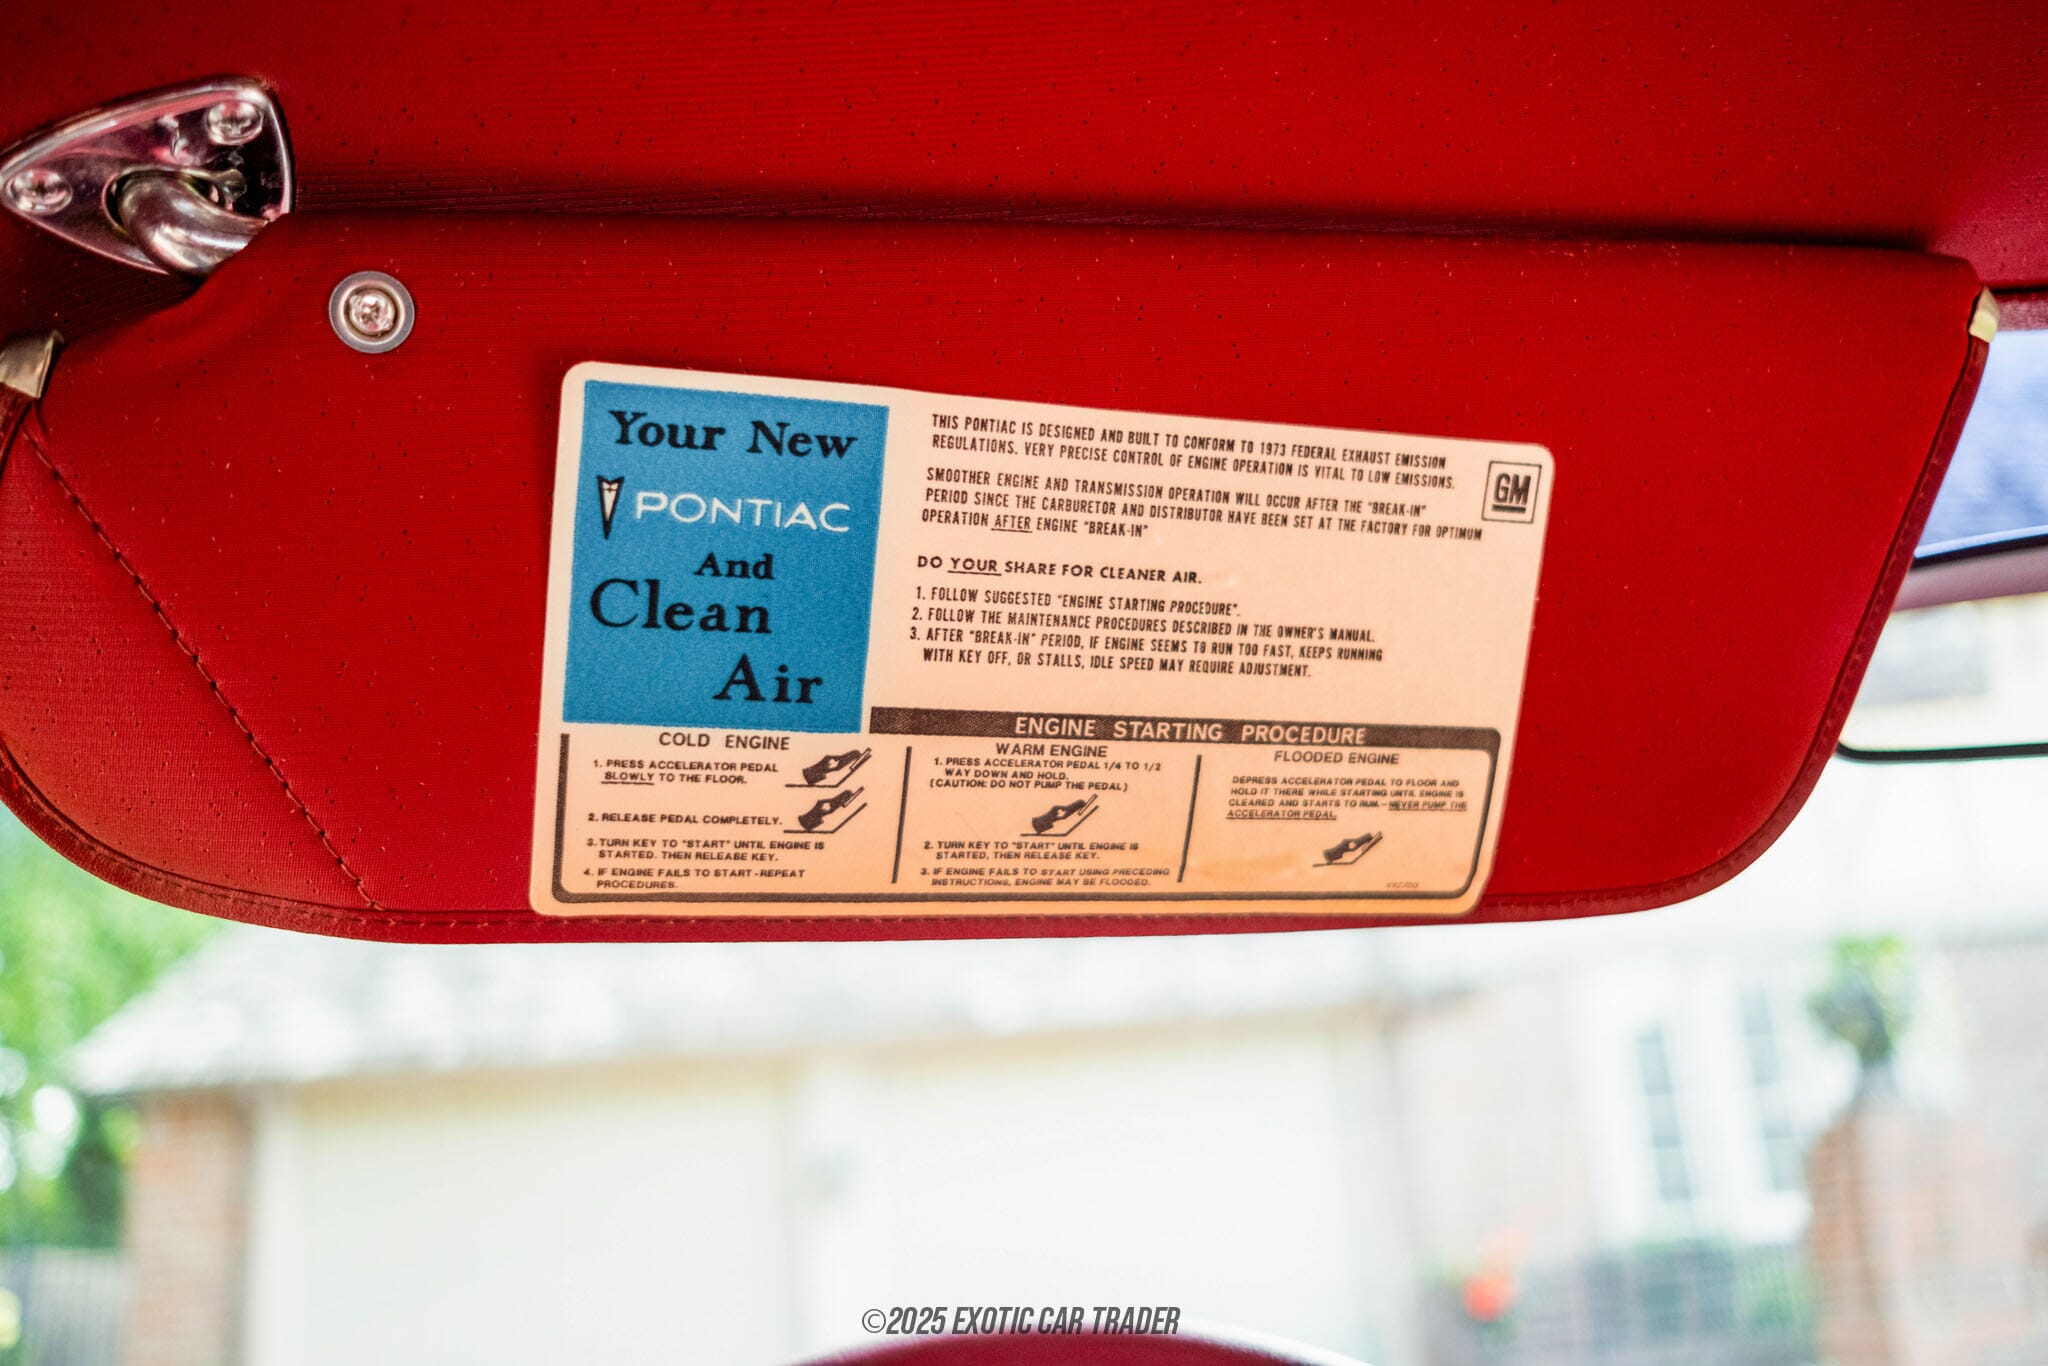 Your New
PONTIAC
And
Clean
Air
THIS PONTIAC IS DESIGNED AND BUILT TO CONFORM TO 1973 FEDERAL EXHAUST EMISSION
REGULATIONS. VERY PRECISE CONTROL OF ENGINE OPERATION IS VITAL TO LOW EMISSIONS.
GM
SMOOTHER ENGINE AND TRANSMISSION OPERATION WILL OCCUR AFTER THE "BREAK-IN"
PERIOD SINCE THE CARBURETOR AND DISTRIBUTOR HAVE BEEN SET AT THE FACTORY FOR OPTIMUM
OPERATION AFTER ENGINE "BREAK-IN"
DO YOUR SHARE FOR CLEANER AIR.
1. FOLLOW SUGGESTED "ENGINE STARTING PROCEDURE".
2. FOLLOW THE MAINTENANCE PROCEDURES DESCRIBED IN THE OWNER'S MANUAL.
3. AFTER "BREAK-IN" PERIOD, IF ENGINE SEEMS TO RUN TOO FAST, KEEPS RUNNING
WITH KEY OFF, OR STALLS, IDLE SPEED MAY REQUIRE ADJUSTMENT.
ENGINE STARTING PROCEDURE
COLD ENGINE
1. PRESS ACCELERATOR PEDAL
SLOWLY TO THE FLOOR.
2. RELEASE PEDAL COMPLETELY.
3. TURN KEY TO "START" UNTIL ENGINE IS
STARTED. THEN RELEASE KEY.
4. IF ENGINE FAILS TO START - REPEAT
PROCEDURES.
WARM ENGINE
1. PRESS ACCELERATOR PEDAL 1/4 TO 1/2
WAY DOWN AND HOLD.
(CAUTION: DO NOT PUMP THE PEDAL)
2. TURN KEY TO "START" UNTIL ENGINE IS
STARTED, THEN RELEASE KEY.
3. IF ENGINE FAILS TO START USING PRECEDING
INSTRUCTIONS, ENGINE MAY BE FLOODED.
FLOODED ENGINE
DEPRESS ACCELERATOR PEDAL TO FLOOR AND
HOLD IT THERE WHILE STARTING UNTIL ENGINE IS
CLEARED AND STARTS TO RUN. - NEVER PUMP THE
ACCELERATOR PEDAL.
©2025 EXOTIC CAR TRADER